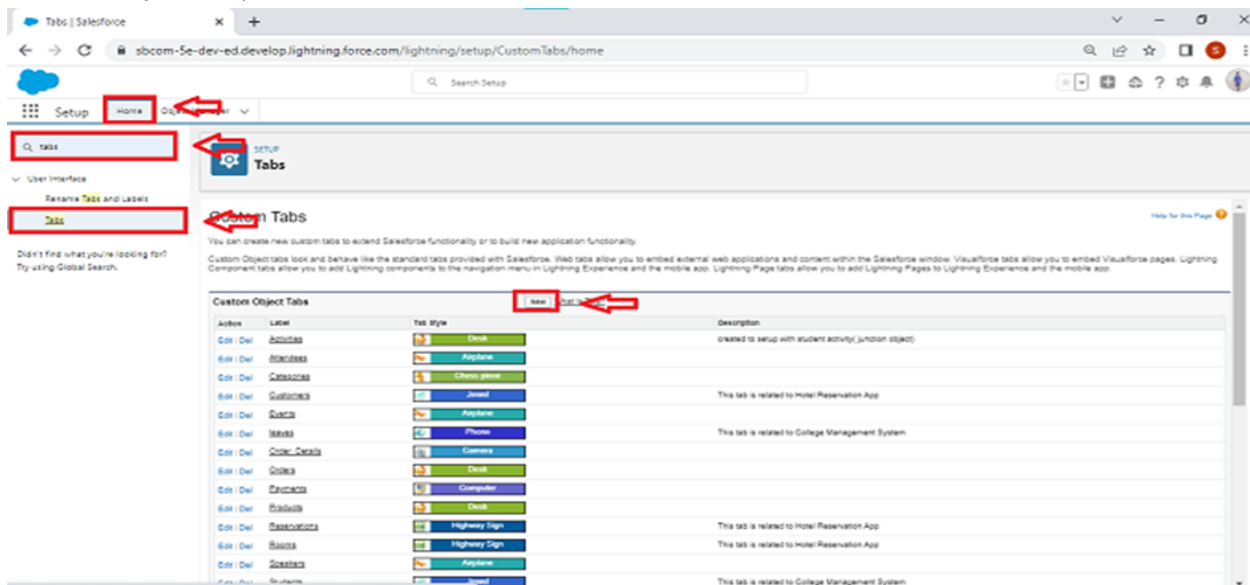 Tabs | Salesforce
sbcom-5e-dev-ed.develop.lightning.force.com/lightning/setup/CustomTabs/home
S
Search Setup
Setup Home
tabs
SETUP
Tabs
User Interface
Rename Tabs and Labels
Tabs
Didn't find what you're looking for?
Try using Global Search.
Custom Tabs
Help for this Page
You can create new custom tabs to extend Salesforce functionality or to build new application functionality.
Custom Object tabs look and behave like the standard tabs provided with Salesforce. Web tabs allow you to embed external web applications and content within the Salesforce window. Visualforce tabs allow you to embed Visualforce pages. Lightning
Component tabs allow you to add Lightning components to the navigation menu in Lightning Experience and the mobile app. Lightning Page tabs allow you to add Lightning Pages to Lightning Experience and the mobile app.
Custom Object Tabs New What Is This?
Action Label Tab Style Description
Edit | Del Activities Desk created to setup with student activity( junction object)
Edit | Del Attendees Airplane
Edit | Del Categories Chess piece
Edit | Del Customers Jewel This tab is related to Hotel Reservation App
Edit | Del Events Airplane
Edit | Del leaves Phone This tab is related to College Management System
Edit | Del Order_Details Camera
Edit | Del Orders Desk
Edit | Del Payments Computer
Edit | Del Products Desk
Edit | Del Reservations Highway Sign This tab is related to Hotel Reservation App
Edit | Del Rooms Highway Sign This tab is related to Hotel Reservation App
Edit | Del Speakers Airplane
Edit | Del Students Jewel This tab is related to College Management System